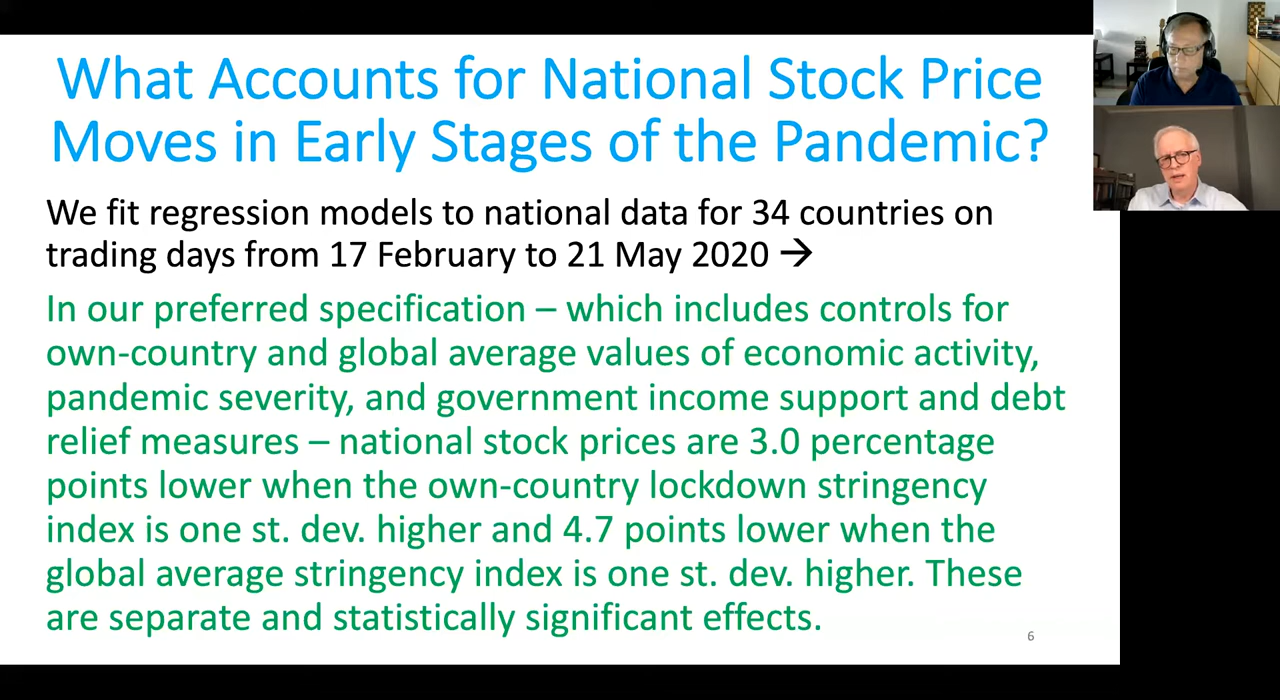 What Accounts for National Stock Price
Moves in Early Stages of the Pandemic?
We fit regression models to national data for 34 countries on
trading days from 17 February to 21 May 2020 →
In our preferred specification – which includes controls for
own-country and global average values of economic activity,
pandemic severity, and government income support and debt
relief measures – national stock prices are 3.0 percentage
points lower when the own-country lockdown stringency
index is one st. dev. higher and 4.7 points lower when the
global average stringency index is one st. dev. higher. These
are separate and statistically significant effects.
6